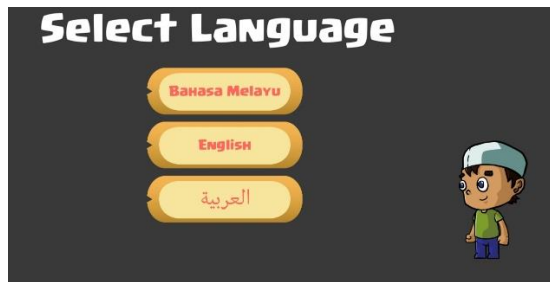 Select Language
Bahasa Melayu
English
العربية